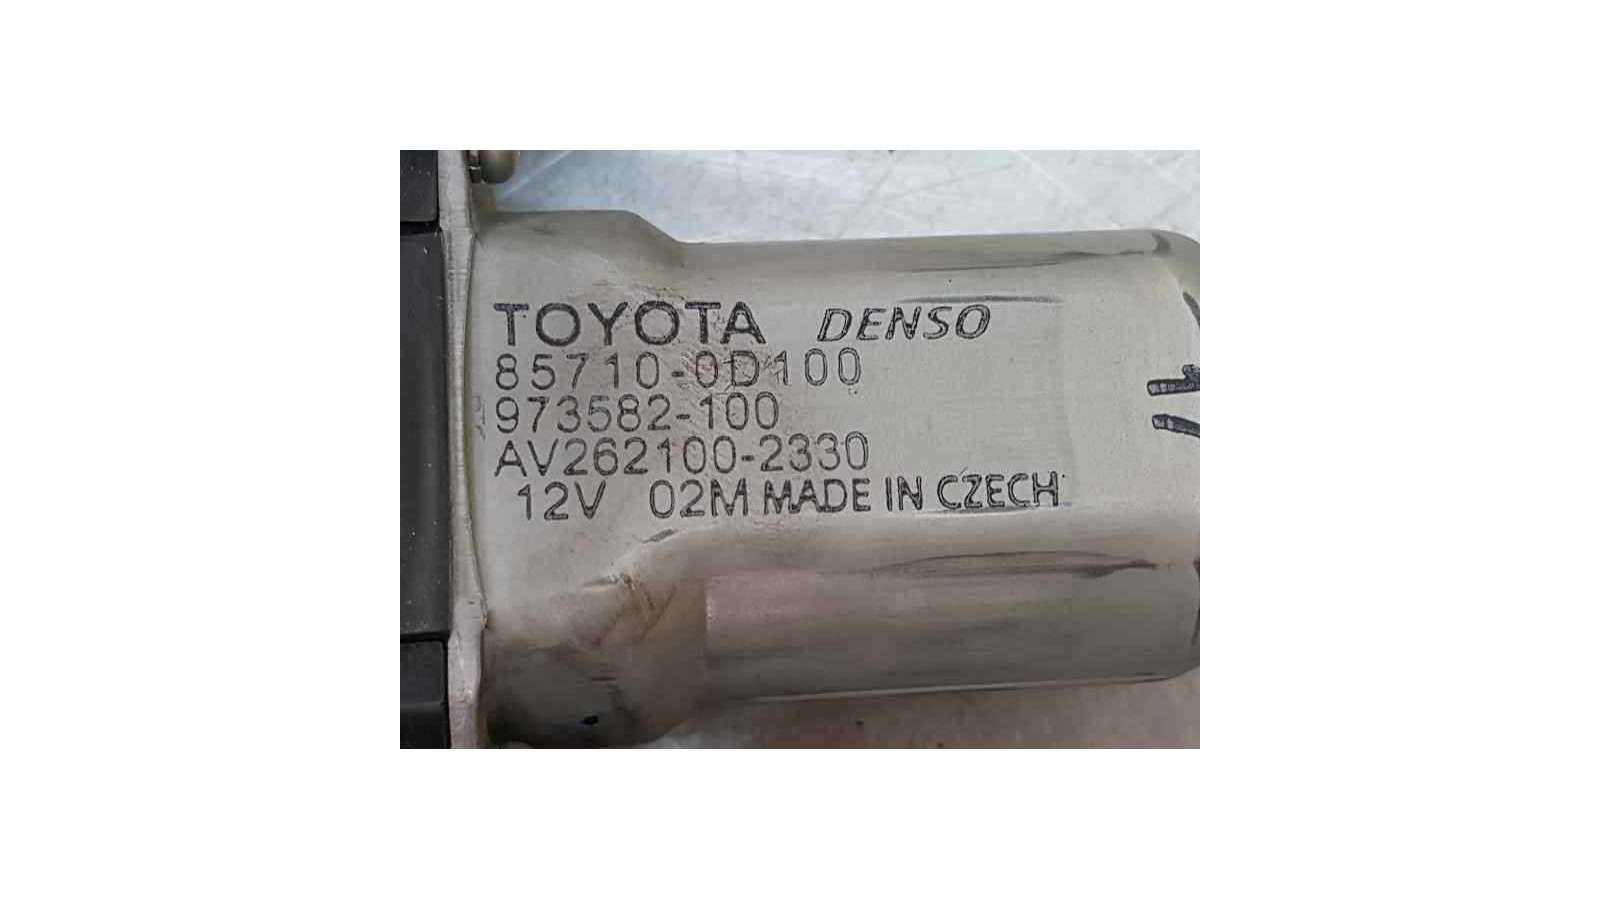 TOYOTA DENSO
85710-0D100
973582-100
AV262100-2330
12V 02M MADE IN CZECH